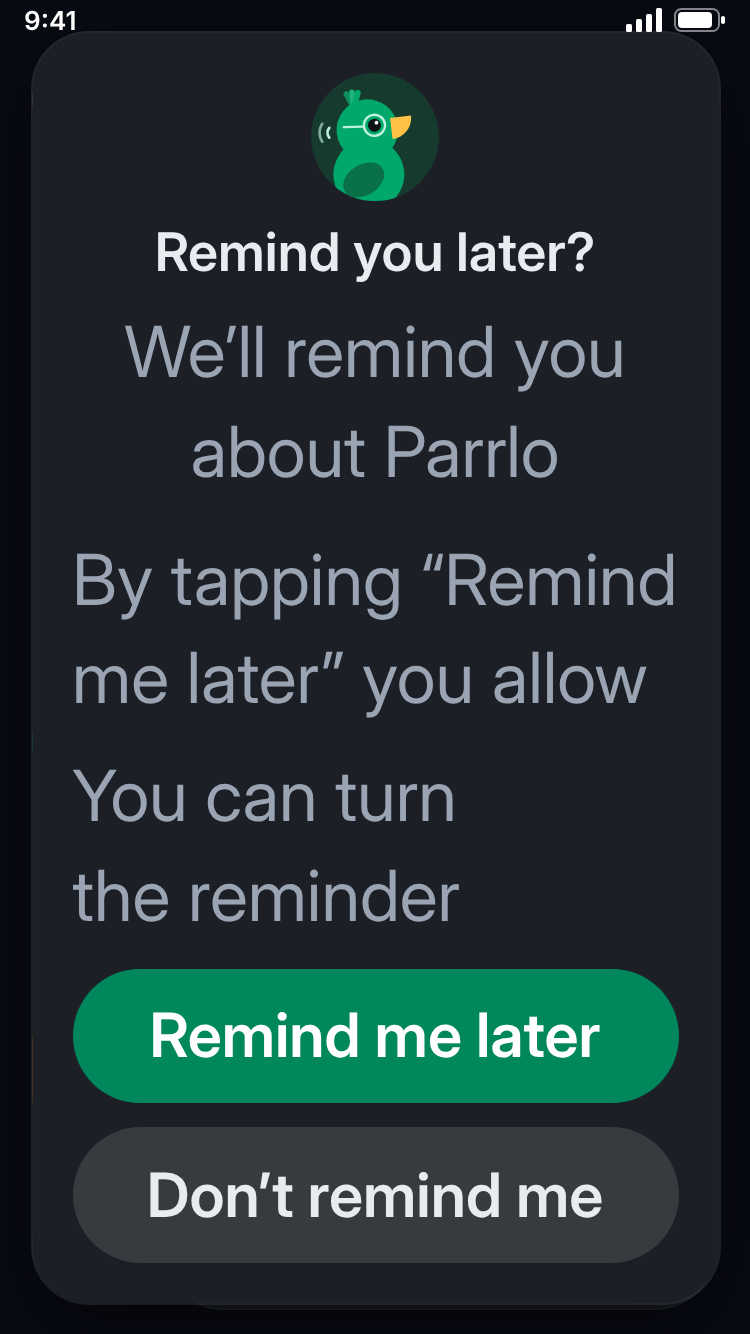 9:41
Remind you later?
We’ll remind you
about Parrlo
By tapping “Remind
me later” you allow
You can turn
the reminder
Remind me later
Don’t remind me